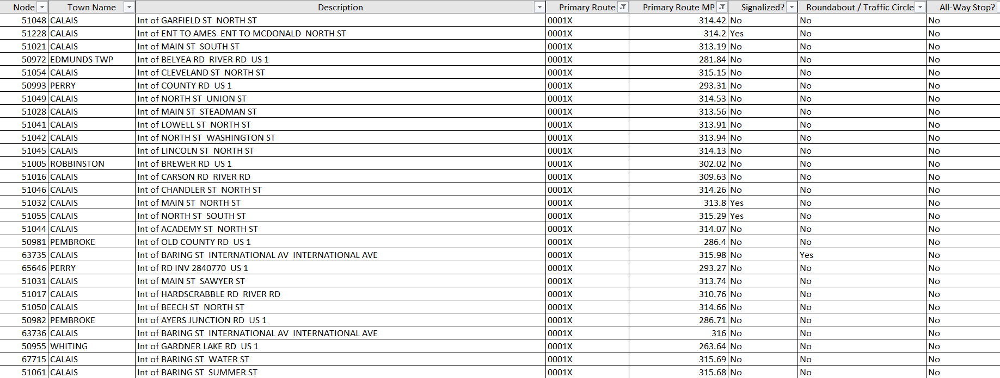 Node Town Name Description Primary Route Primary Route MP Signalized? Roundabout / Traffic Circle All-Way Stop?
51048 CALAIS Int of GARFIELD ST  NORTH ST 0001X 314.42 No No No
51228 CALAIS Int of ENT TO AMES  ENT TO MCDONALD  NORTH ST 0001X 314.2 Yes No No
51021 CALAIS Int of MAIN ST  SOUTH ST 0001X 313.19 No No No
50972 EDMUNDS TWP Int of BELYEA RD  RIVER RD  US 1 0001X 281.84 No No No
51054 CALAIS Int of CLEVELAND ST  NORTH ST 0001X 315.15 No No No
50993 PERRY Int of COUNTY RD  US 1 0001X 293.31 No No No
51049 CALAIS Int of NORTH ST  UNION ST 0001X 314.53 No No No
51028 CALAIS Int of MAIN ST  STEADMAN ST 0001X 313.56 No No No
51041 CALAIS Int of LOWELL ST  NORTH ST 0001X 313.91 No No No
51042 CALAIS Int of NORTH ST  WASHINGTON ST 0001X 313.94 No No No
51045 CALAIS Int of LINCOLN ST  NORTH ST 0001X 314.13 No No No
51005 ROBBINSTON Int of BREWER RD  US 1 0001X 302.02 No No No
51016 CALAIS Int of CARSON RD  RIVER RD 0001X 309.63 No No No
51046 CALAIS Int of CHANDLER ST  NORTH ST 0001X 314.26 No No No
51032 CALAIS Int of MAIN ST  NORTH ST 0001X 313.8 Yes No No
51055 CALAIS Int of NORTH ST  SOUTH ST 0001X 315.29 Yes No No
51044 CALAIS Int of ACADEMY ST  NORTH ST 0001X 314.07 No No No
50981 PEMBROKE Int of OLD COUNTY RD  US 1 0001X 286.4 No No No
63735 CALAIS Int of BARING ST  INTERNATIONAL AV  INTERNATIONAL AVE 0001X 315.98 No Yes No
65646 PERRY Int of RD INV 2840770  US 1 0001X 293.27 No No No
51031 CALAIS Int of MAIN ST  SAWYER ST 0001X 313.74 No No No
51017 CALAIS Int of HARDSCRABBLE RD  RIVER RD 0001X 310.76 No No No
51050 CALAIS Int of BEECH ST  NORTH ST 0001X 314.66 No No No
50982 PEMBROKE Int of AYERS JUNCTION RD  US 1 0001X 286.71 No No No
63736 CALAIS Int of BARING ST  INTERNATIONAL AV  INTERNATIONAL AVE 0001X 316 No No No
50955 WHITING Int of GARDNER LAKE RD  US 1 0001X 263.64 No No No
67715 CALAIS Int of BARING ST  WATER ST 0001X 315.69 No No No
51061 CALAIS Int of BARING ST  SUMMER ST 0001X 315.68 No No No